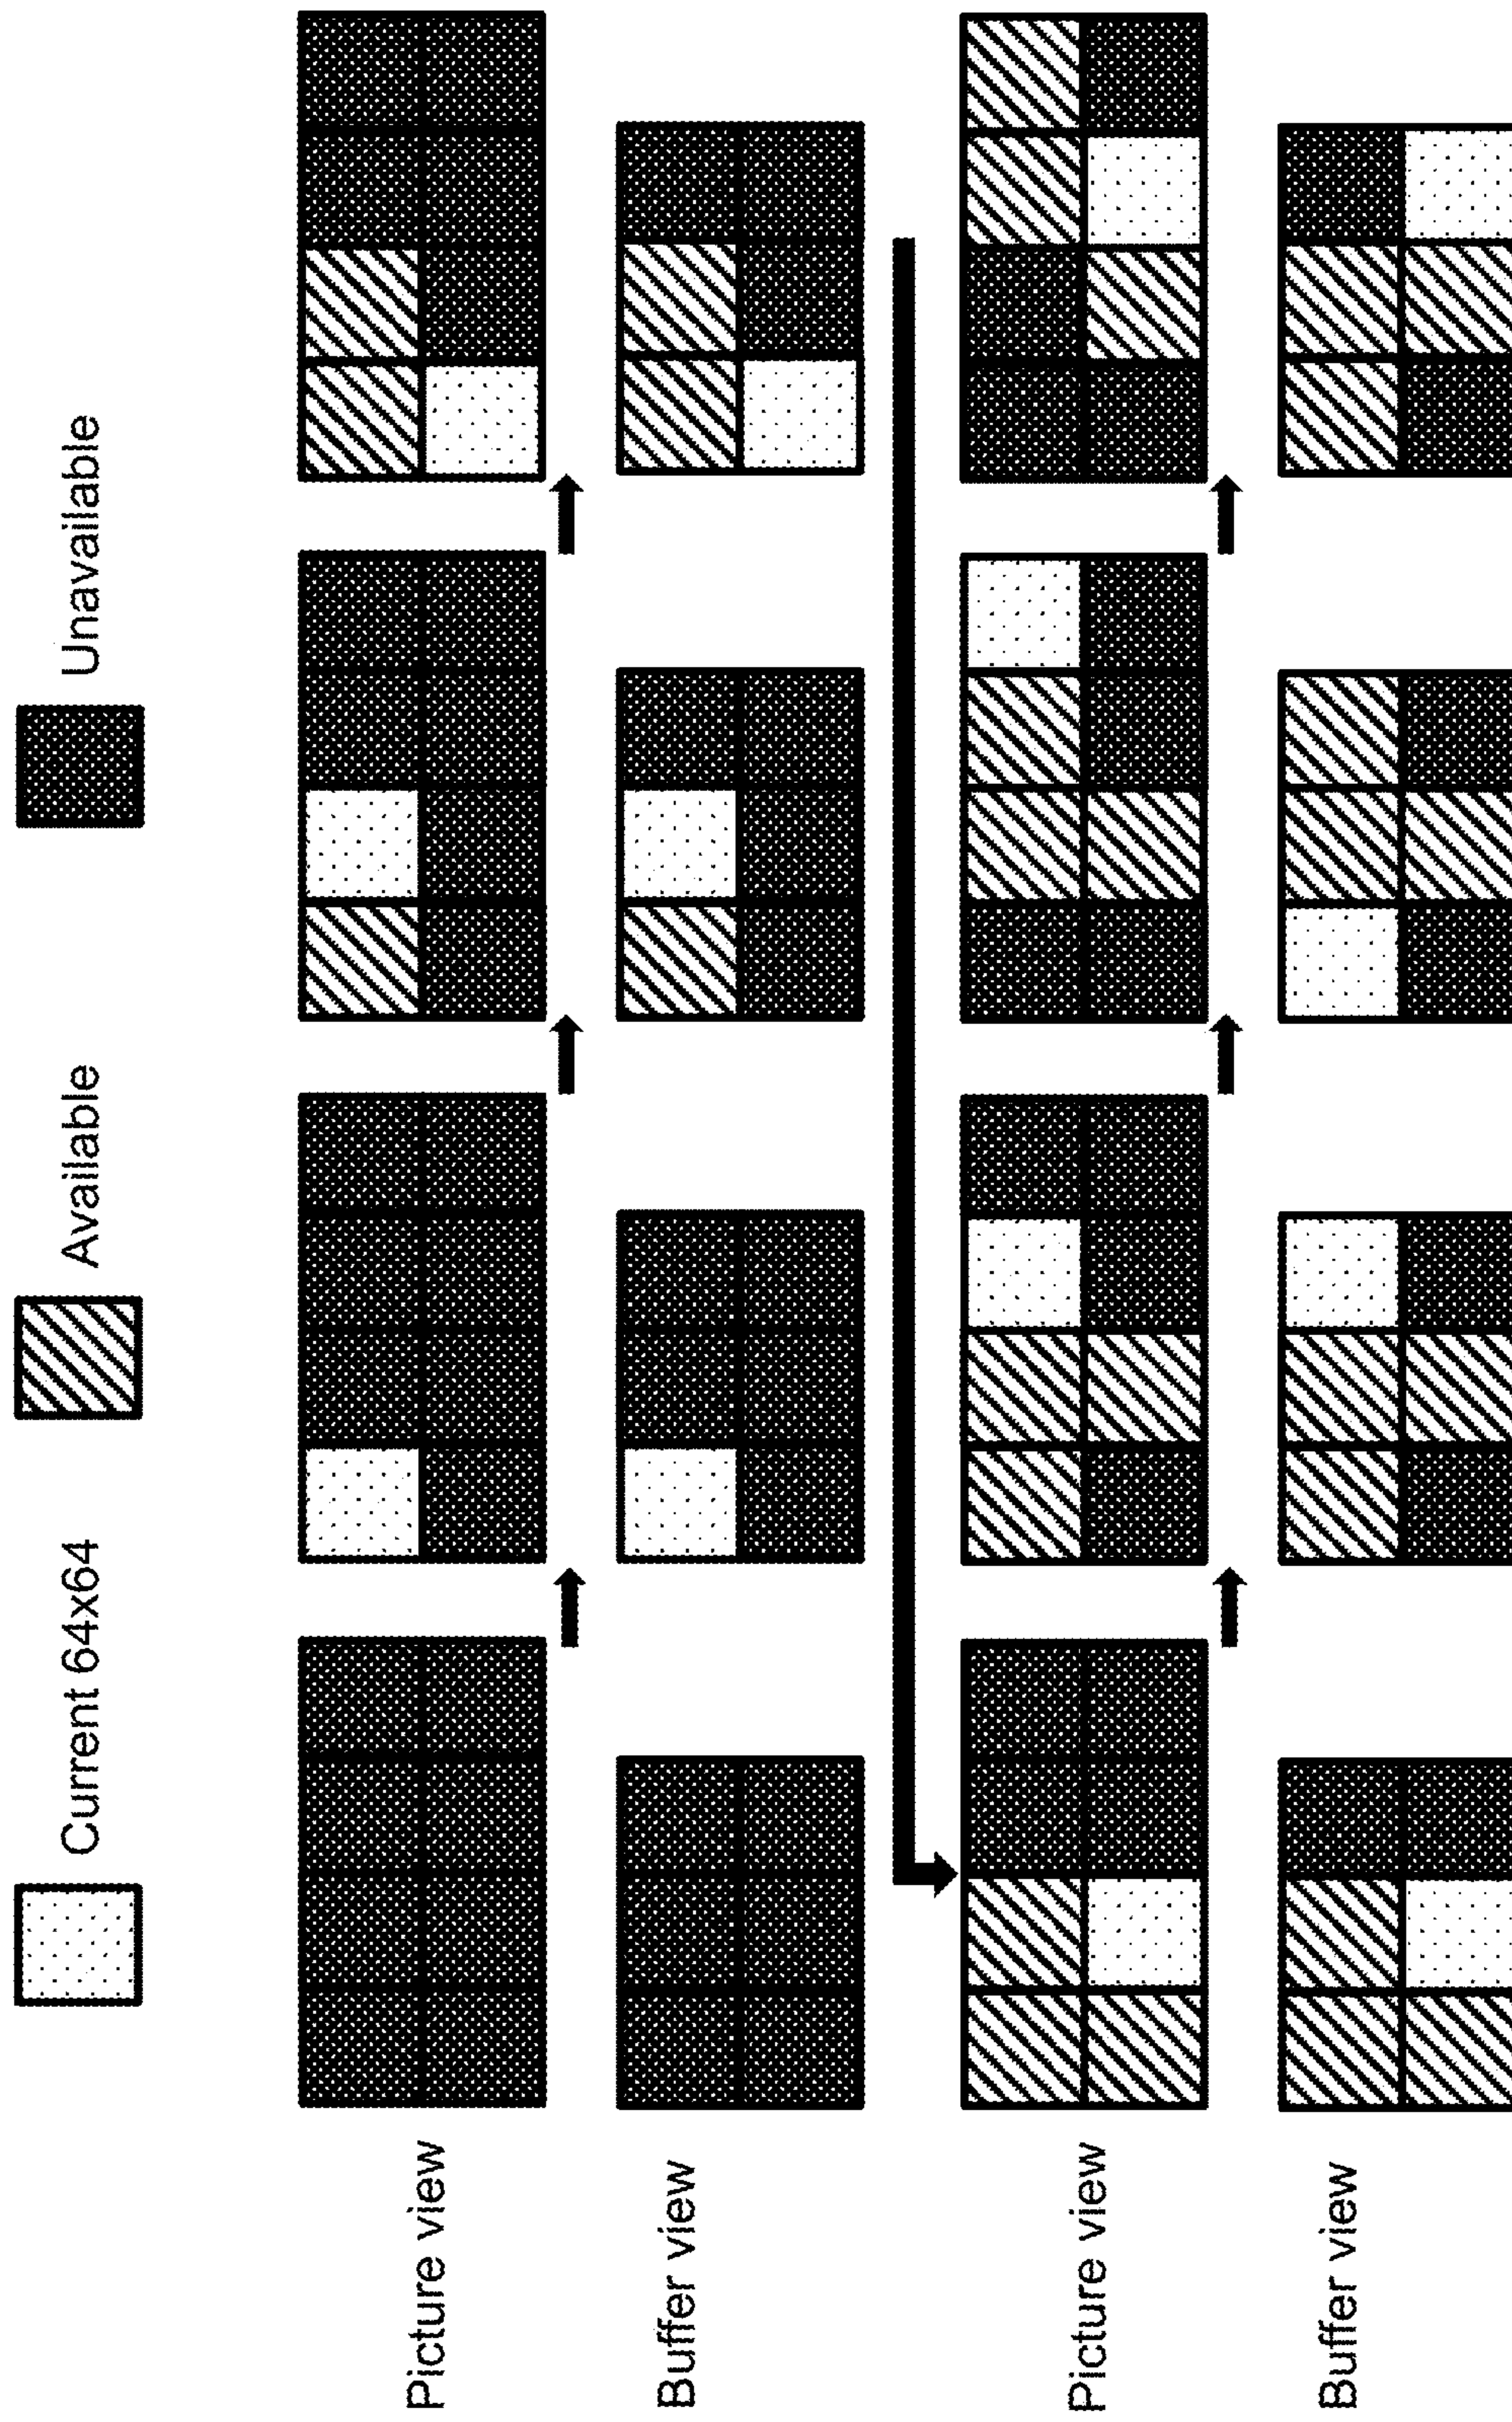 Current 64x64
Available
Unavailable
Picture view
Buffer view
Picture view
Buffer view